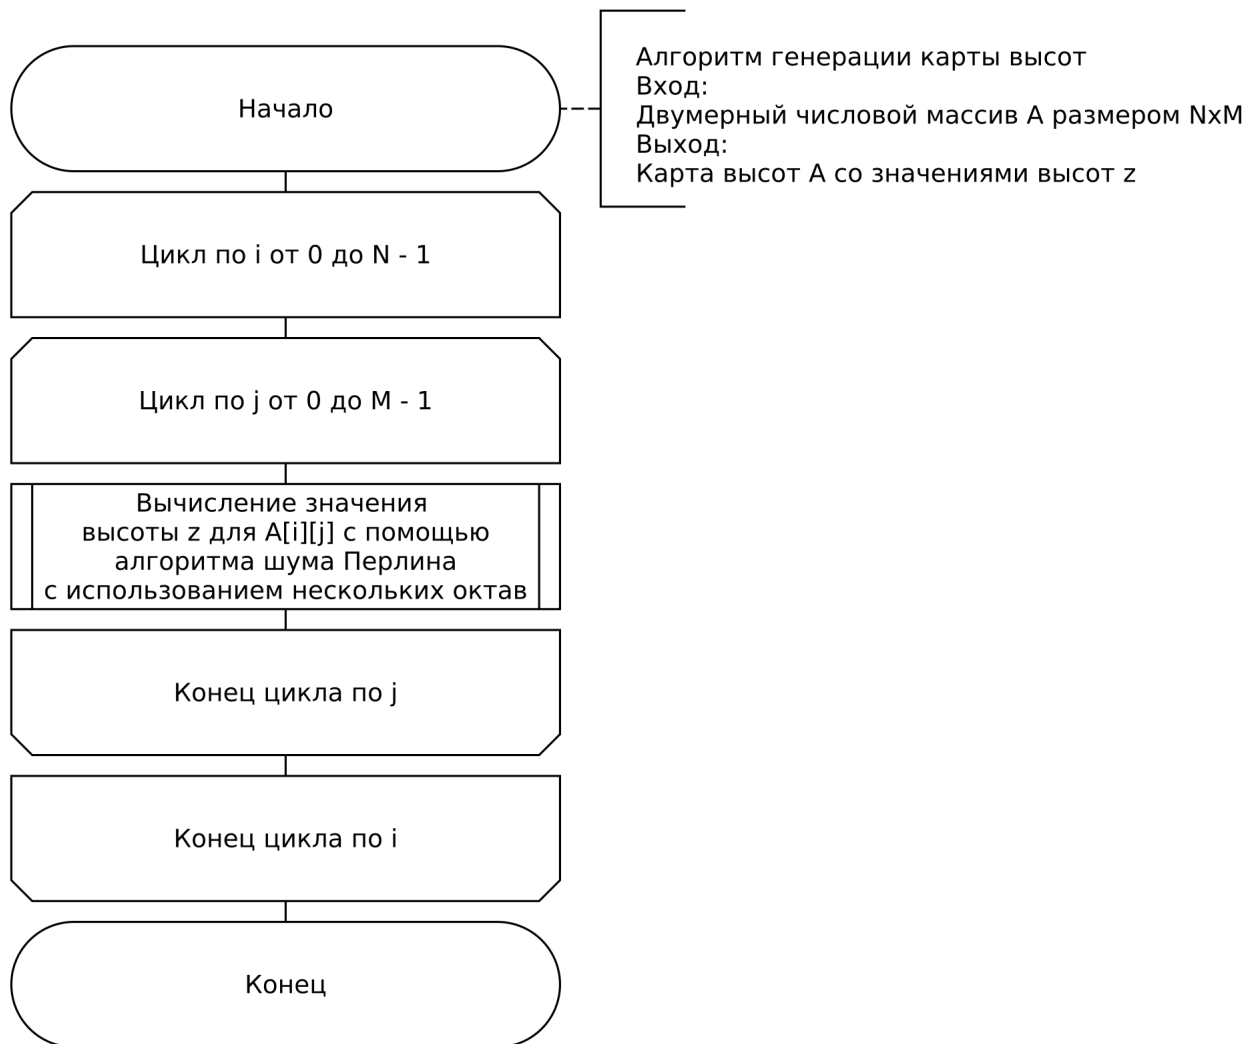 Начало
Алгоритм генерации карты высот
Вход:
Двумерный числовой массив A размером NxM
Выход:
Карта высот A со значениями высот z
Цикл по i от 0 до N - 1
Цикл по j от 0 до M - 1
Вычисление значения
высоты z для A[i][j] с помощью
алгоритма шума Перлина
с использованием нескольких октав
Конец цикла по j
Конец цикла по i
Конец